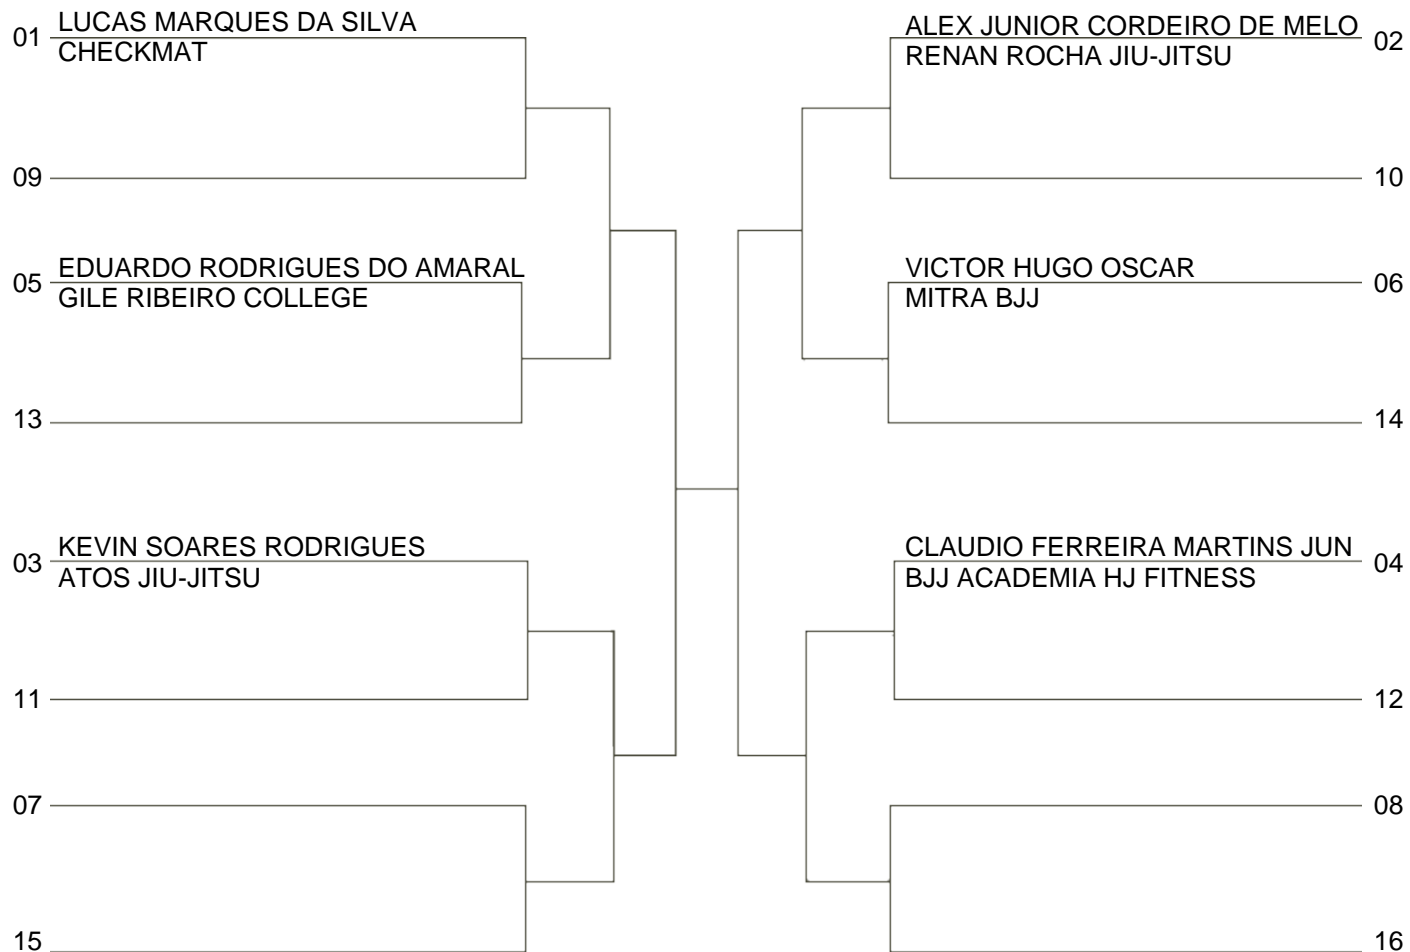 01
LUCAS MARQUES DA SILVA
CHECKMAT
09
05
EDUARDO RODRIGUES DO AMARAL
GILE RIBEIRO COLLEGE
13
03
KEVIN SOARES RODRIGUES
ATOS JIU-JITSU
11
07
15
ALEX JUNIOR CORDEIRO DE MELO
RENAN ROCHA JIU-JITSU
02
10
VICTOR HUGO OSCAR
MITRA BJJ
06
14
CLAUDIO FERREIRA MARTINS JUN
BJJ ACADEMIA HJ FITNESS
04
12
08
16